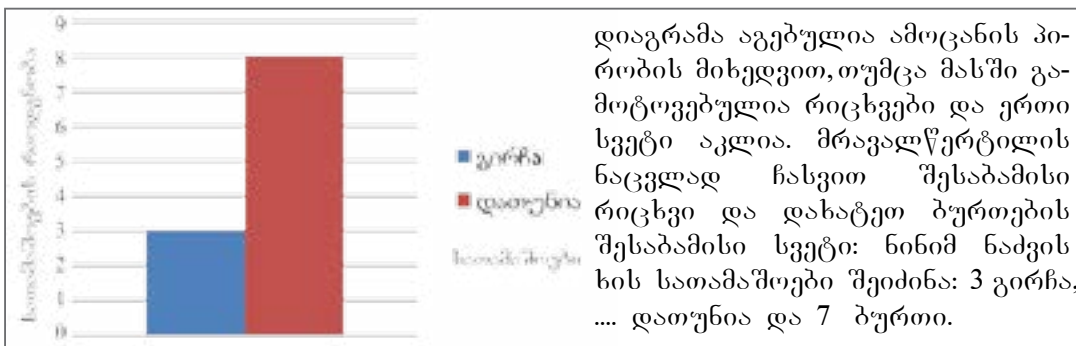 9
8
7
6
5
4
3
2
1
0
სათამაშოების რაოდენობა
გირჩა
დათუნია
სათამაშოები
დიაგრამა აგებულია ამოცანის პი-
რობის მიხედვით, თუმცა მასში გა-
მოტოვებულია რიცხვები და ერთი
სვეტი აკლია. მრავალწერტილის
ნაცვლად ჩასვით შესაბამისი
რიცხვი და დახატეთ ბურთების
შესაბამისი სვეტი: ნინიმ ნაძვის
ხის სათამაშოები შეიძინა: 3 გირჩა,
.... დათუნია და 7 ბურთი.